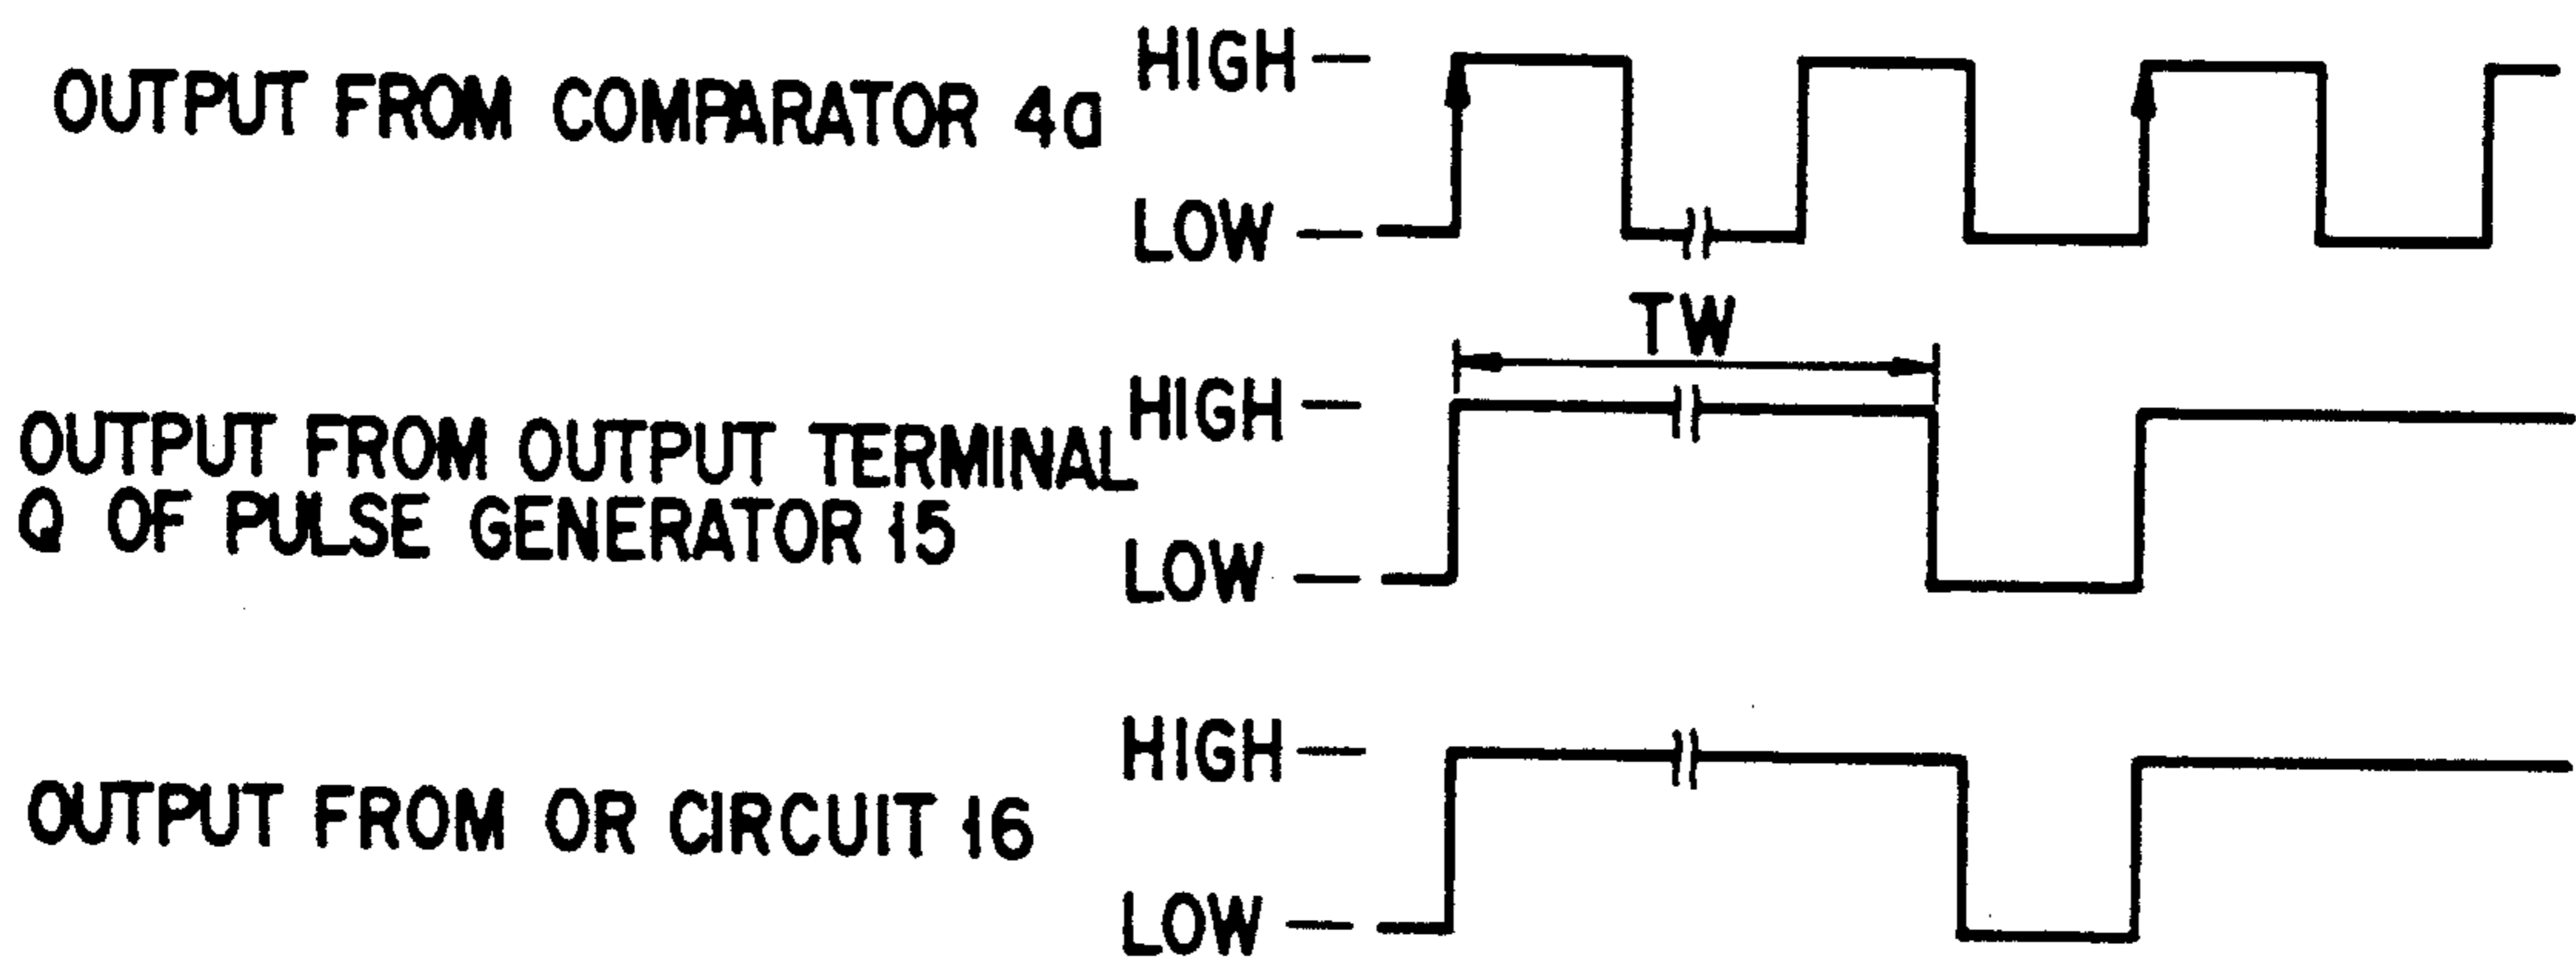 HIGH
OUTPUT FROM COMPARATOR 4a
LOW
TW
HIGH
OUTPUT FROM OUTPUT TERMINAL
Q OF PULSE GENERATOR 15
LOW
HIGH
OUTPUT FROM OR CIRCUIT 16
LOW